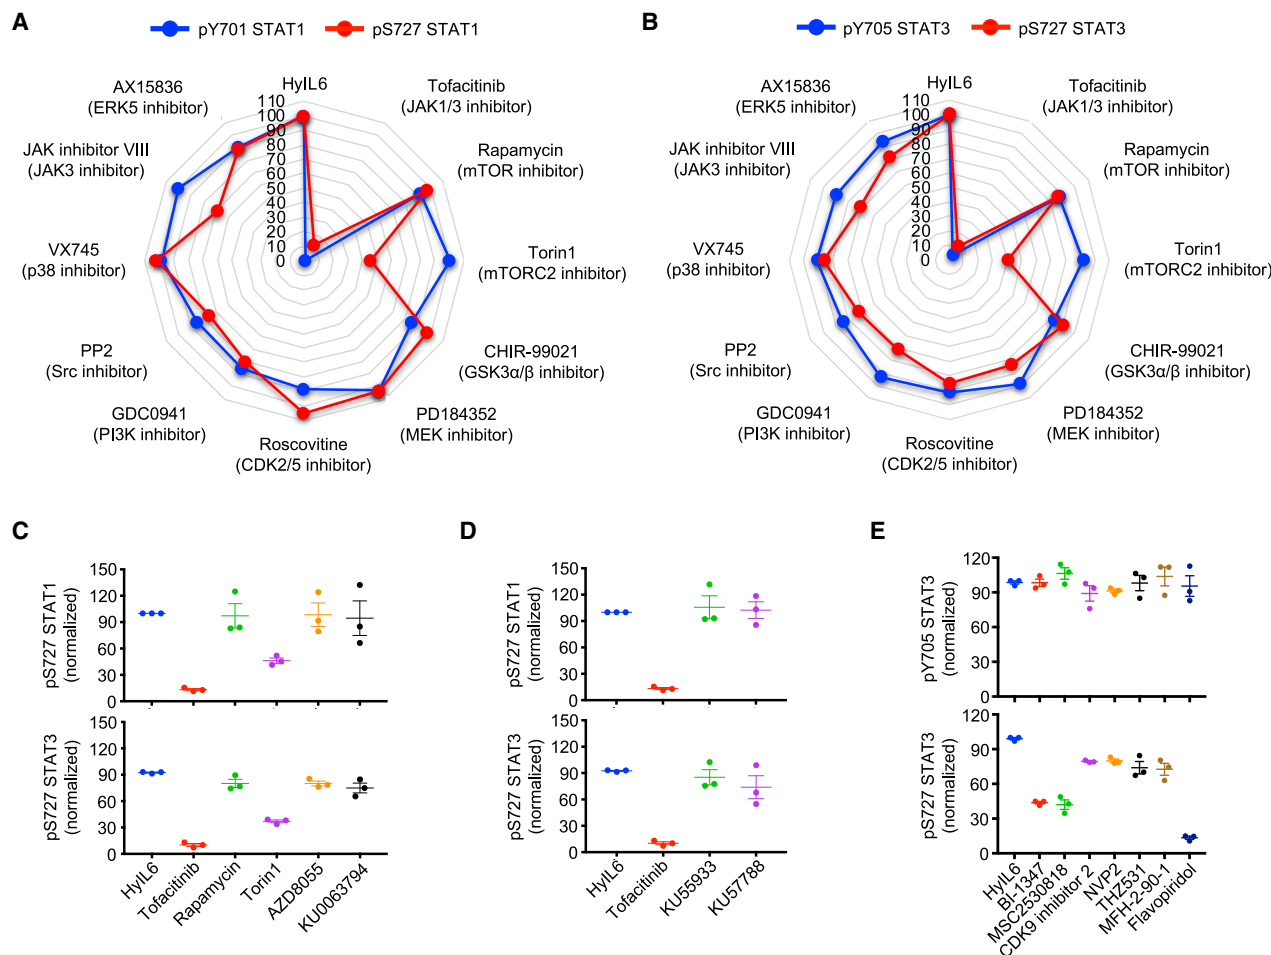 A
pY701 STAT1
pS727 STAT1
HyIL6
Tofacitinib
(JAK1/3 inhibitor)
Rapamycin
(mTOR inhibitor)
Torin1
(mTORC2 inhibitor)
CHIR-99021
(GSK3α/β inhibitor)
PD184352
(MEK inhibitor)
Roscovitine
(CDK2/5 inhibitor)
GDC0941
(PI3K inhibitor)
PP2
(Src inhibitor)
VX745
(p38 inhibitor)
JAK inhibitor VIII
(JAK3 inhibitor)
AX15836
(ERK5 inhibitor)
110
100
90
80
70
60
50
40
30
20
10
0
B
pY705 STAT3
pS727 STAT3
HyIL6
Tofacitinib
(JAK1/3 inhibitor)
Rapamycin
(mTOR inhibitor)
Torin1
(mTORC2 inhibitor)
CHIR-99021
(GSK3α/β inhibitor)
PD184352
(MEK inhibitor)
Roscovitine
(CDK2/5 inhibitor)
GDC0941
(PI3K inhibitor)
PP2
(Src inhibitor)
VX745
(p38 inhibitor)
JAK inhibitor VIII
(JAK3 inhibitor)
AX15836
(ERK5 inhibitor)
110
100
90
80
70
60
50
40
30
20
10
0
C
pS727 STAT1
(normalized)
150
120
90
60
30
0
pS727 STAT3
(normalized)
150
120
90
60
30
0
HyIL6
Tofacitinib
Rapamycin
Torin1
AZD8055
KU0063794
D
pS727 STAT1
(normalized)
150
120
90
60
30
0
pS727 STAT3
(normalized)
150
120
90
60
30
0
HyIL6
Tofacitinib
KU55933
KU57788
E
pY705 STAT3
(normalized)
120
90
60
30
0
pS727 STAT3
(normalized)
120
90
60
30
0
HyIL6
BI-1347
MSC2530818
CDK9 inhibitor 2
NVP2
THZ531
MFH-2-90-1
Flavopiridol